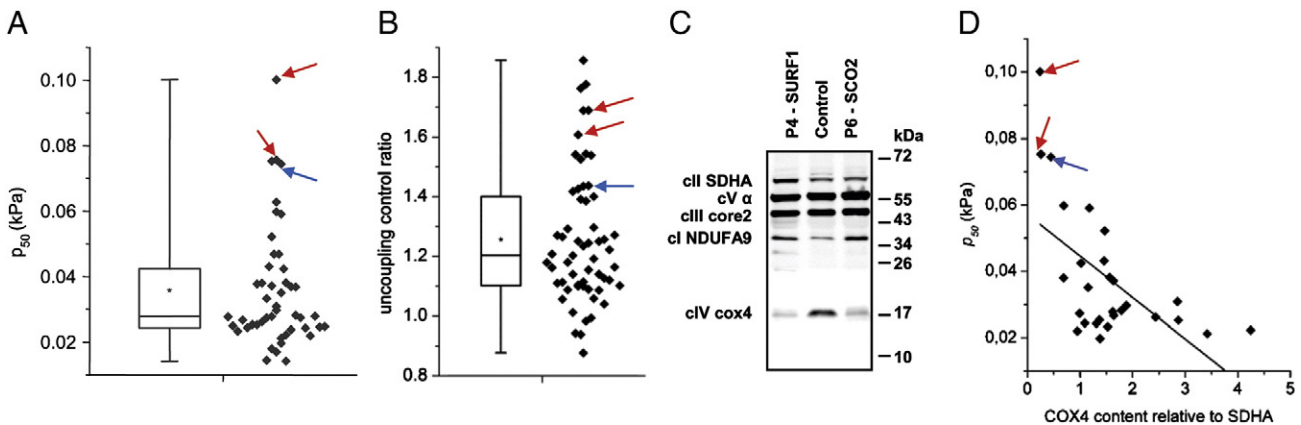 A
p50 (kPa)
0.10
0.08
0.06
0.04
0.02
*
B
uncoupling control ratio
1.8
1.6
1.4
1.2
1.0
0.8
*
C
P4 - SURF1
Control
P6 - SCO2
kDa
72
cII SDHA
cV α
55
cIII core2
43
cI NDUFA9
34
26
cIV cox4
17
10
D
p50 (kPa)
0,10
0,08
0,06
0,04
0,02
0 1 2 3 4 5
COX4 content relative to SDHA